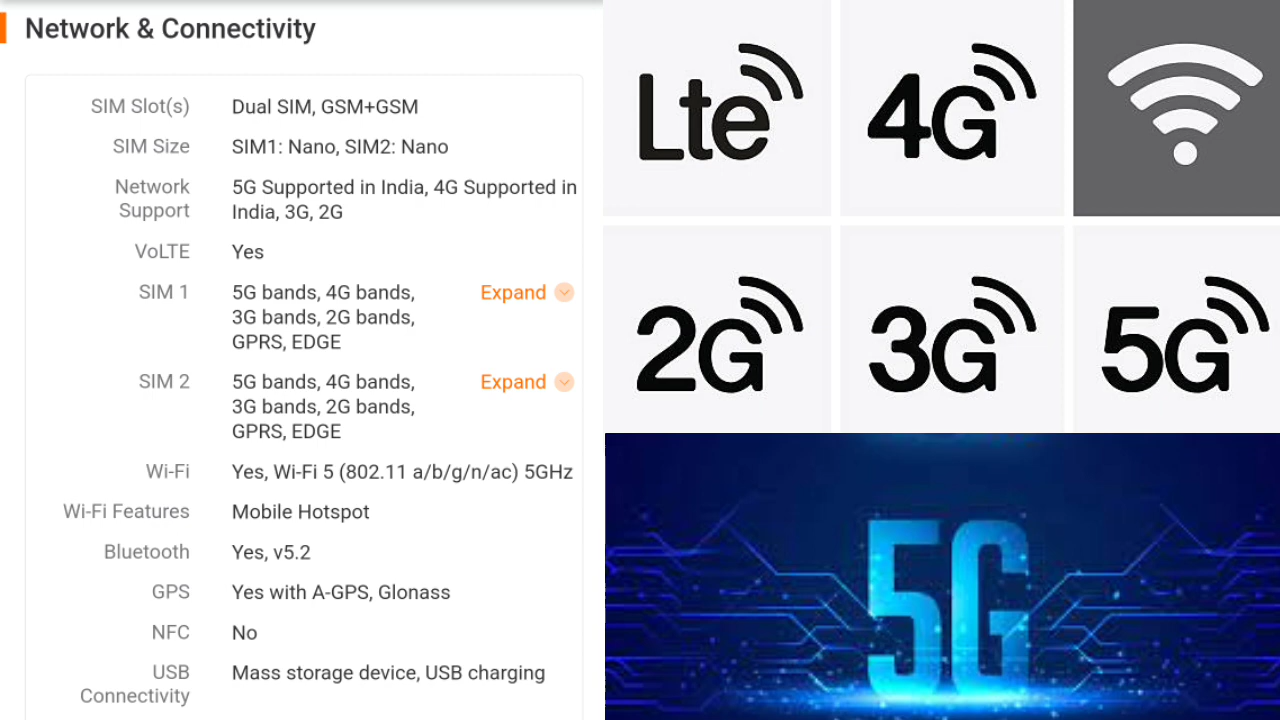 Network & Connectivity
SIM Slot(s) Dual SIM, GSM+GSM
SIM Size SIM1: Nano, SIM2: Nano
Network Support 5G Supported in India, 4G Supported in
India, 3G, 2G
VoLTE Yes
SIM 1 5G bands, 4G bands, Expand
3G bands, 2G bands,
GPRS, EDGE
SIM 2 5G bands, 4G bands, Expand
3G bands, 2G bands,
GPRS, EDGE
Wi-Fi Yes, Wi-Fi 5 (802.11 a/b/g/n/ac) 5GHz
Wi-Fi Features Mobile Hotspot
Bluetooth Yes, v5.2
GPS Yes with A-GPS, Glonass
NFC No
USB Connectivity Mass storage device, USB charging
Lte 4G
2G 3G 5G
5G